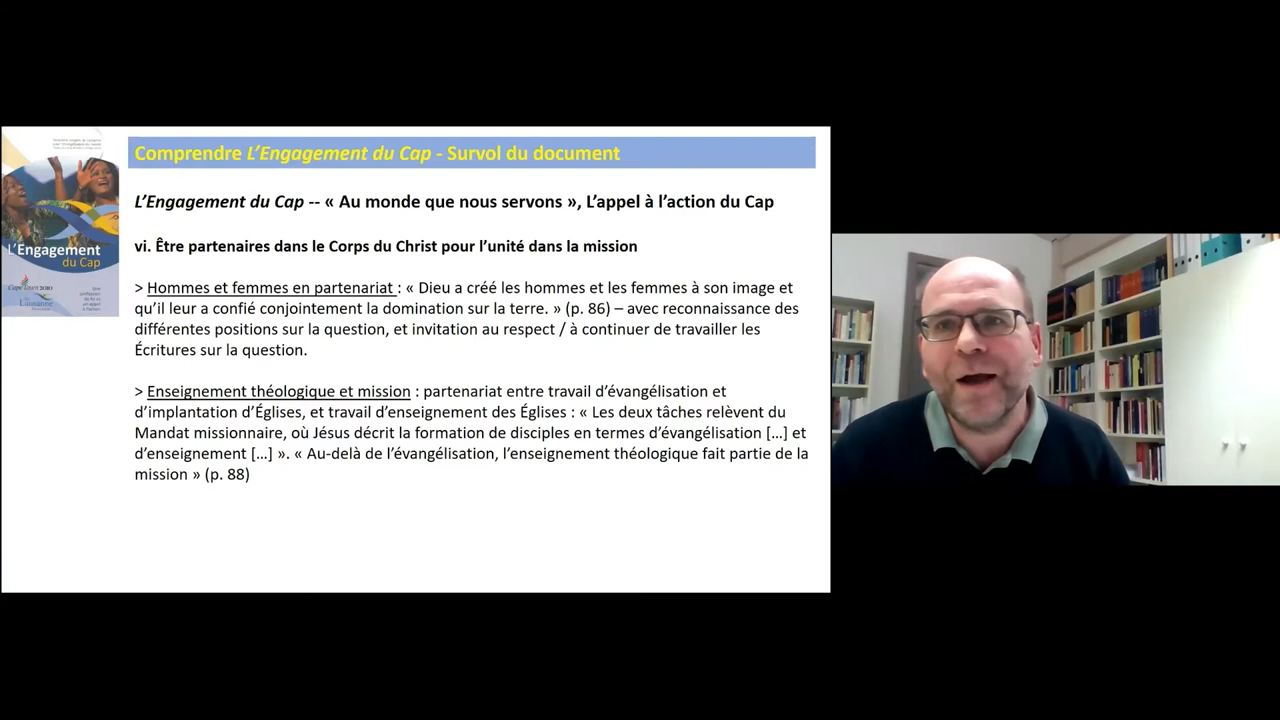 Comprendre L’Engagement du Cap - Survol du document
L’Engagement du Cap -- « Au monde que nous servons », L’appel à l’action du Cap
vi. Être partenaires dans le Corps du Christ pour l’unité dans la mission
> Hommes et femmes en partenariat : « Dieu a créé les hommes et les femmes à son image et
qu’il leur a confié conjointement la domination sur la terre. » (p. 86) – avec reconnaissance des
différentes positions sur la question, et invitation au respect / à continuer de travailler les
Écritures sur la question.
> Enseignement théologique et mission : partenariat entre travail d’évangélisation et
d’implantation d’Églises, et travail d’enseignement des Églises : « Les deux tâches relèvent du
Mandat missionnaire, où Jésus décrit la formation de disciples en termes d’évangélisation […] et
d’enseignement […] ». « Au-delà de l’évangélisation, l’enseignement théologique fait partie de la
mission » (p. 88)
L’Engagement
du Cap
Lausanne